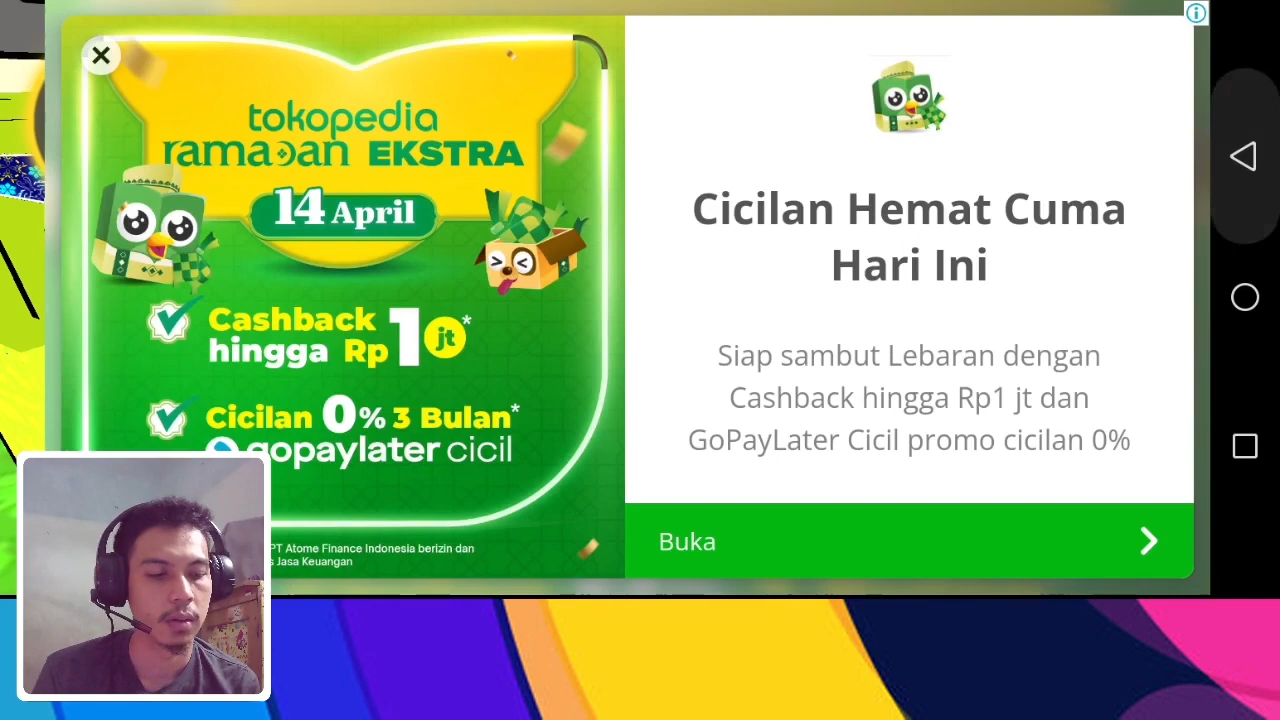 tokopedia
ramadan EKSTRA
14 April
Cashback
hingga Rp 1 jt*
Cicilan 0% 3 Bulan*
gopaylater cicil
PT Atome Finance Indonesia berizin dan
Jasa Keuangan
Cicilan Hemat Cuma
Hari Ini
Siap sambut Lebaran dengan
Cashback hingga Rp1 jt dan
GoPayLater Cicil promo cicilan 0%
Buka